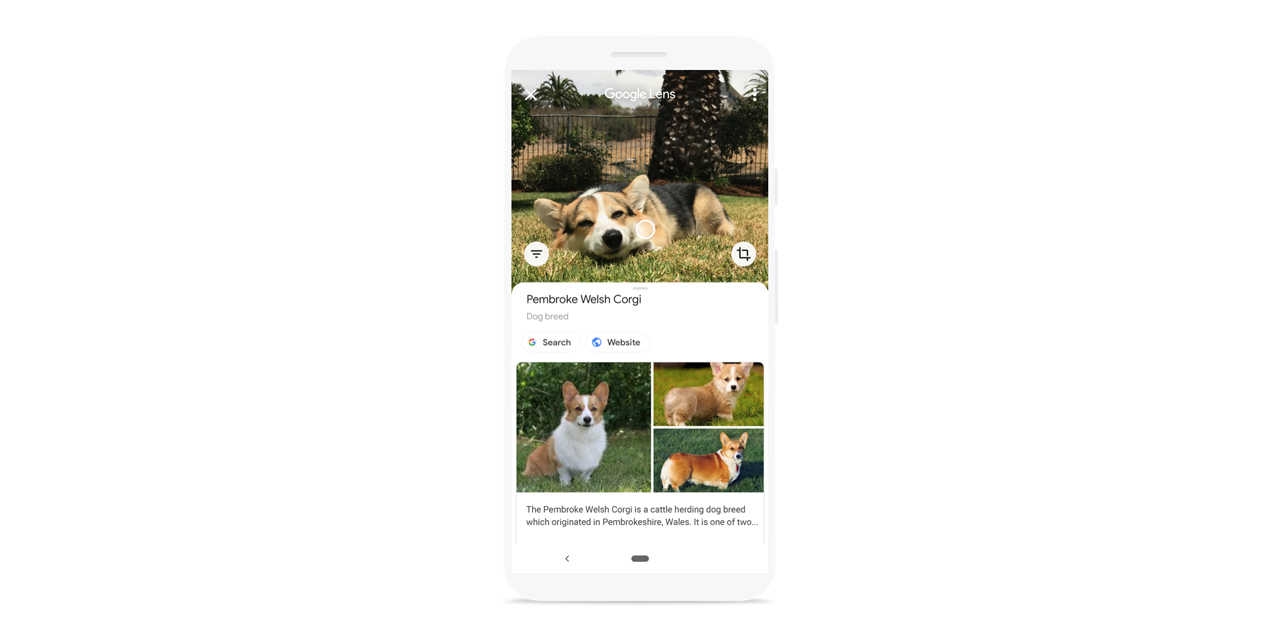 Google Lens
Pembroke Welsh Corgi
Dog breed
Search
Website
The Pembroke Welsh Corgi is a cattle herding dog breed
which originated in Pembrokeshire, Wales. It is one of two...